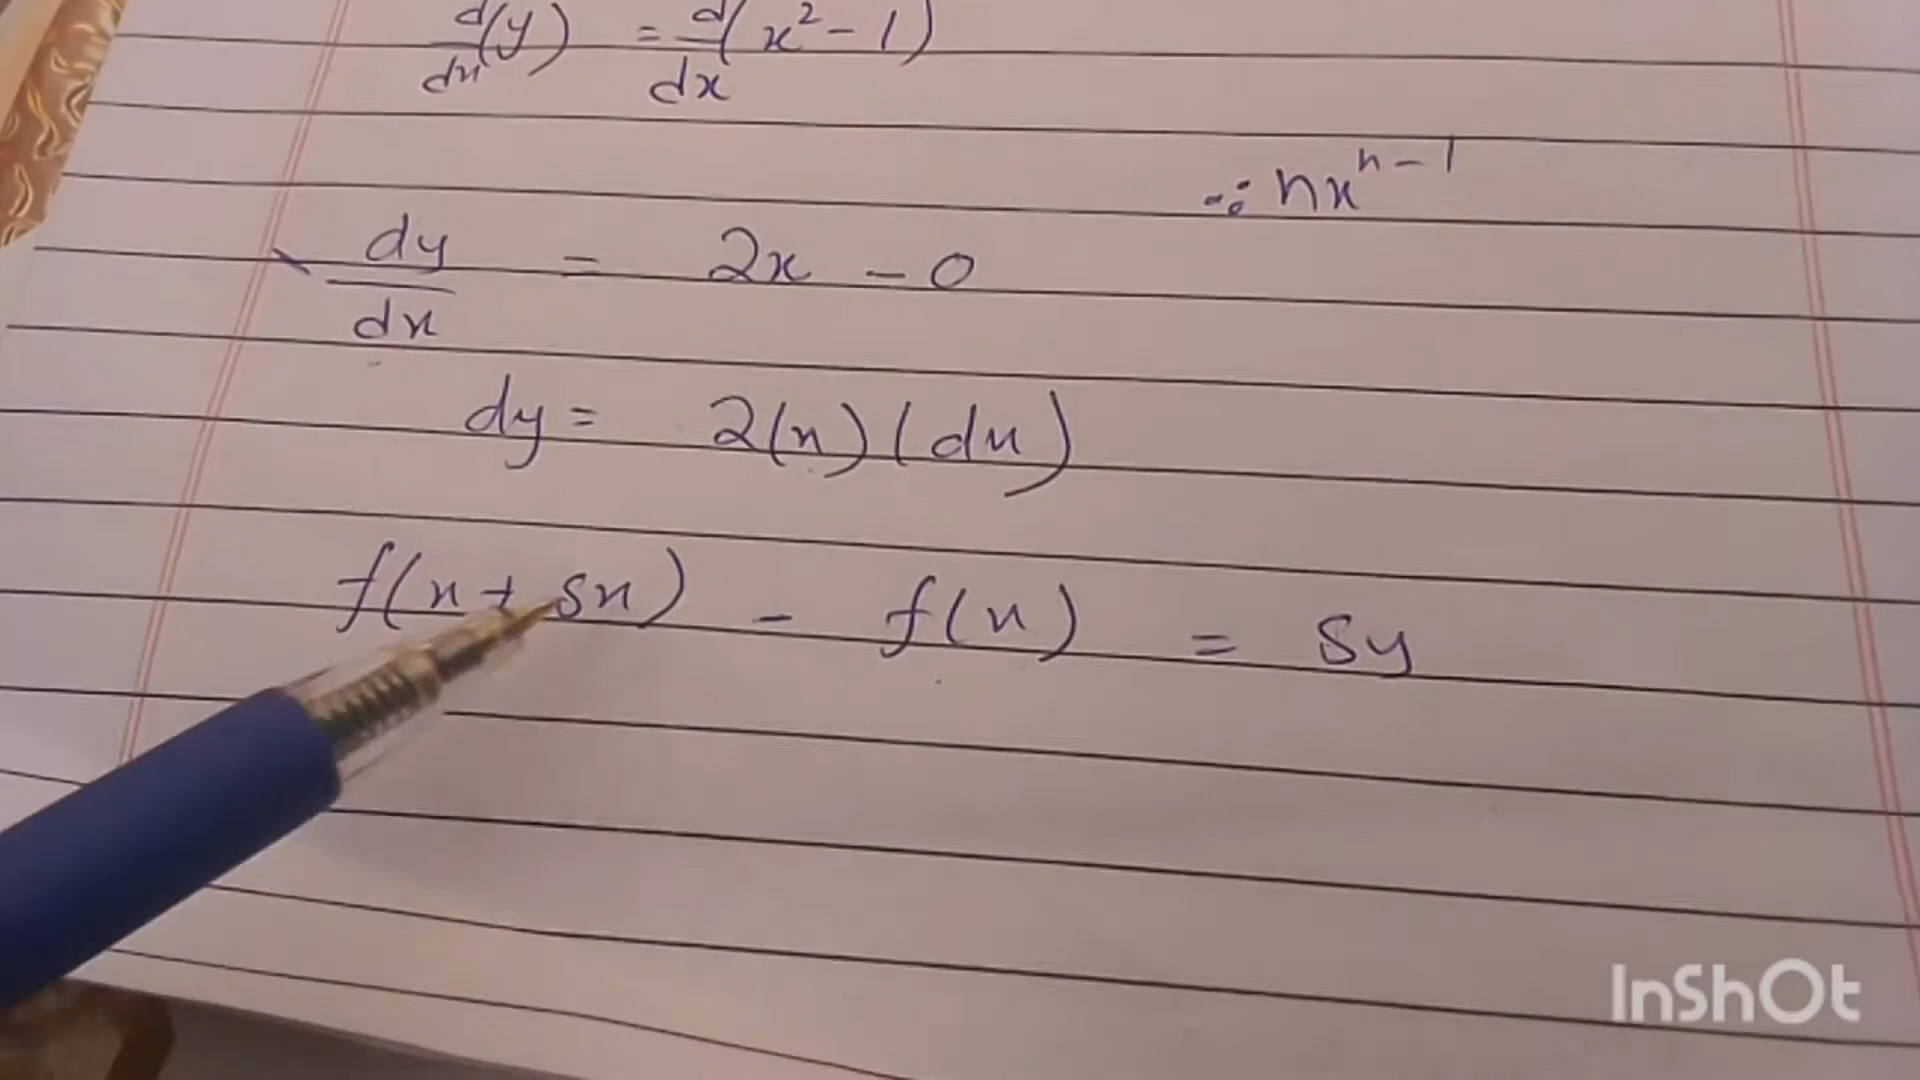 d/dx (y) = d/dx (x² - 1)
∵ nx^(n-1)
dy/dx = 2x - 0
dy = 2(x)(dx)
f(x + δx) - f(x) = δy
InShOt